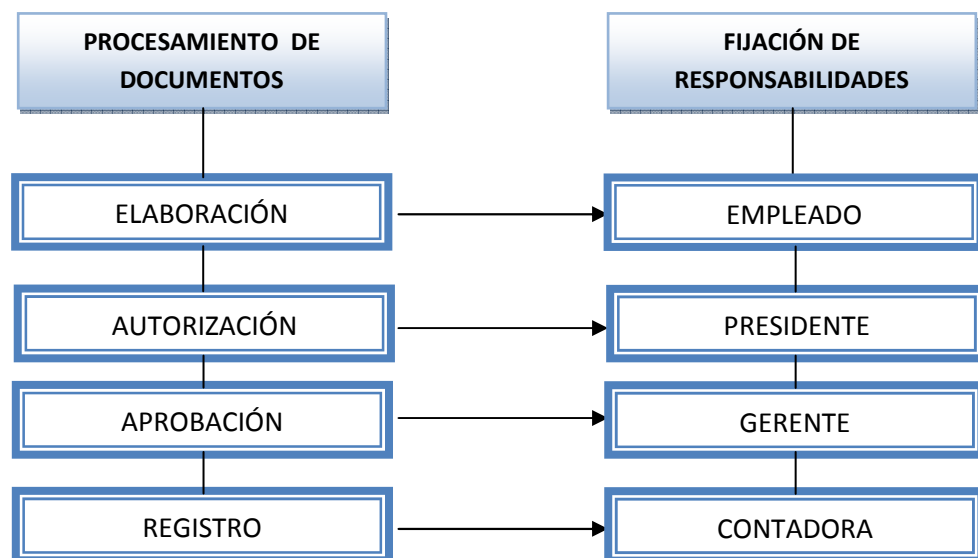 PROCESAMIENTO DE
DOCUMENTOS
FIJACIÓN DE
RESPONSABILIDADES
ELABORACIÓN
EMPLEADO
AUTORIZACIÓN
PRESIDENTE
APROBACIÓN
GERENTE
REGISTRO
CONTADORA